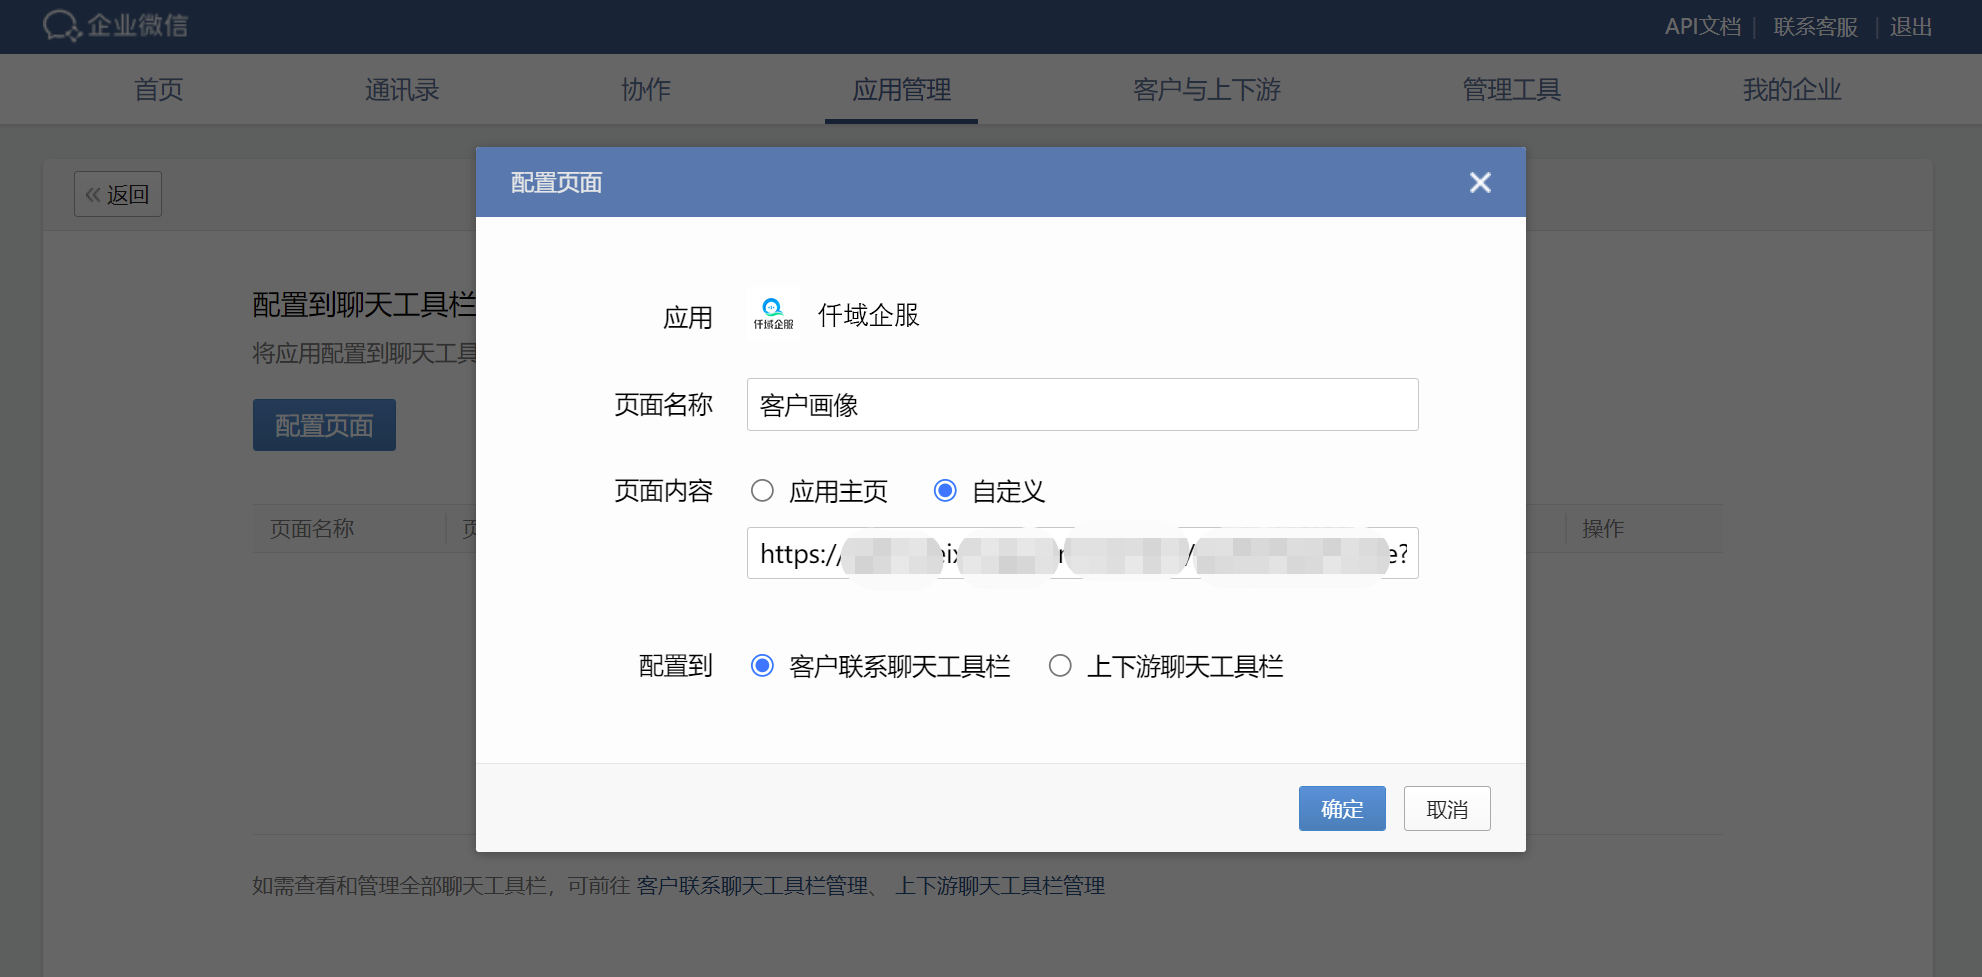 企业微信
API文档 联系客服 退出
首页 通讯录 协作 应用管理 客户与上下游 管理工具 我的企业
返回
配置到聊天工具栏
将应用配置到聊天工具
配置页面
页面名称
操作
配置页面
应用 仟域企服 仟域企服
页面名称 客户画像
页面内容 应用主页 自定义
https://
配置到 客户联系聊天工具栏 上下游聊天工具栏
确定 取消
如需查看和管理全部聊天工具栏，可前往 客户联系聊天工具栏管理、 上下游聊天工具栏管理